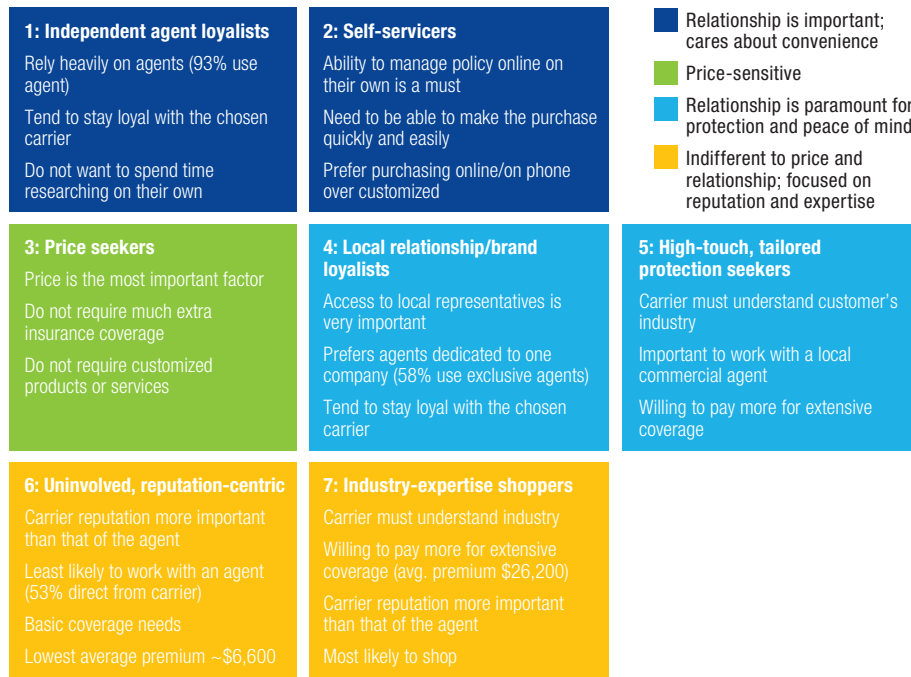 1: Independent agent loyalists
Rely heavily on agents (93% use
agent)
Tend to stay loyal with the chosen
carrier
Do not want to spend time
researching on their own
2: Self-servicers
Ability to manage policy online on
their own is a must
Need to be able to make the purchase
quickly and easily
Prefer purchasing online/on phone
over customized
Relationship is important;
cares about convenience
Price-sensitive
Relationship is paramount for
protection and peace of mind
Indifferent to price and
relationship; focused on
reputation and expertise
3: Price seekers
Price is the most important factor
Do not require much extra
insurance coverage
Do not require customized
products or services
4: Local relationship/brand
loyalists
Access to local representatives is
very important
Prefers agents dedicated to one
company (58% use exclusive agents)
Tend to stay loyal with the chosen
carrier
5: High-touch, tailored
protection seekers
Carrier must understand customer's
industry
Important to work with a local
commercial agent
Willing to pay more for extensive
coverage
6: Uninvolved, reputation-centric
Carrier reputation more important
than that of the agent
Least likely to work with an agent
(53% direct from carrier)
Basic coverage needs
Lowest average premium ~$6,600
7: Industry-expertise shoppers
Carrier must understand industry
Willing to pay more for extensive
coverage (avg. premium $26,200)
Carrier reputation more important
than that of the agent
Most likely to shop